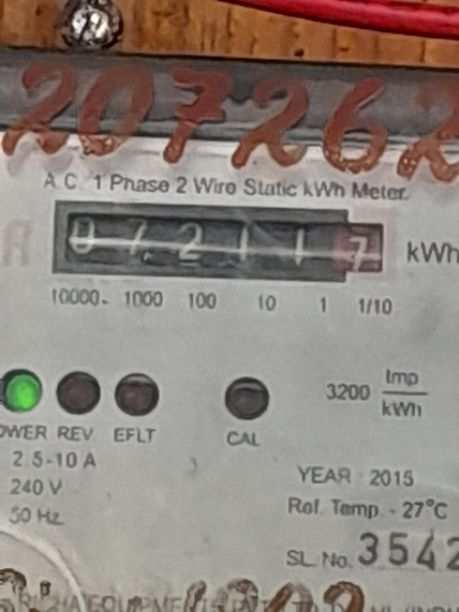 207262
A.C. 1 Phase 2 Wire Static kWh Meter.
072117 kWh
10000 1000 100 10 1 1/10
3200 Imp/kWh
POWER REV EFLT CAL
2.5-10 A
240 V
50 Hz
YEAR : 2015
Ref. Temp. - 27°C
SL. No. 3542